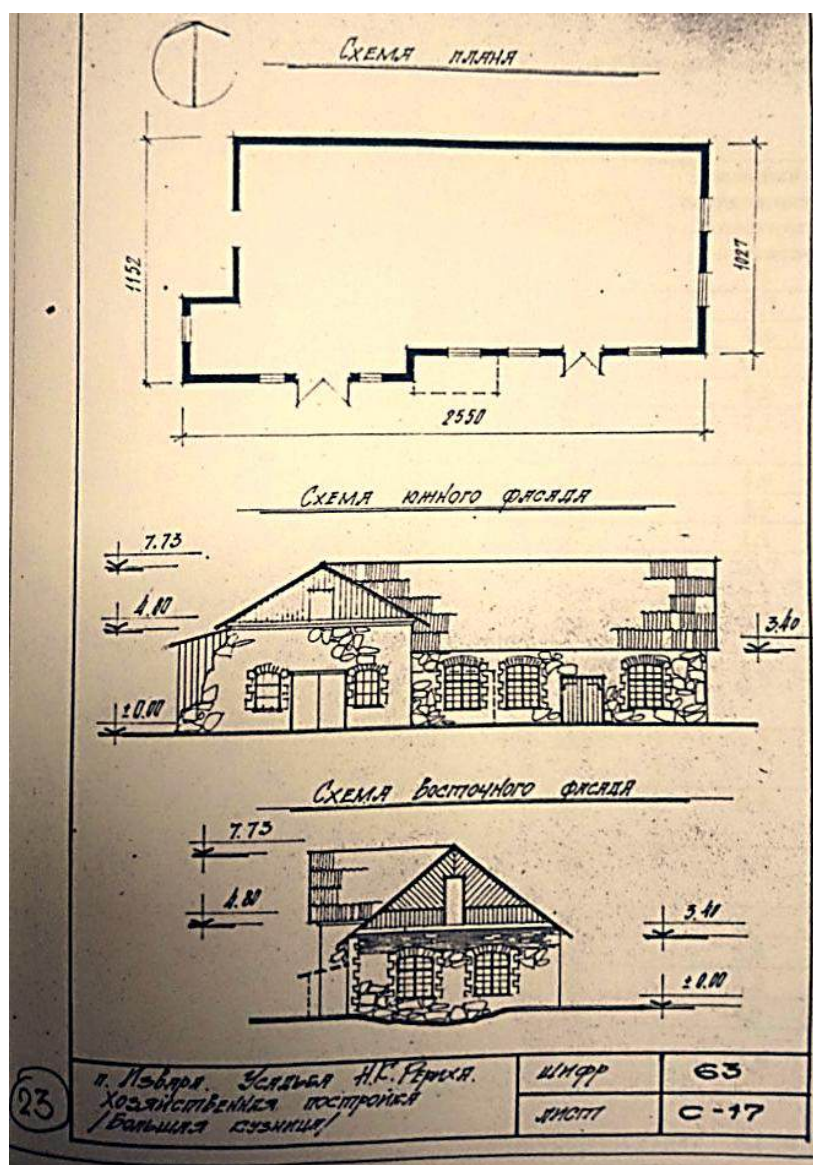 Схема плана
1152
1027
2550
Схема южного фасада
7.73
4.80
3.40
±0.00
Схема восточного фасада
7.73
4.80
3.40
±0.00
п. Извара. Усадьба Н.К. Рериха.
Хозяйственная постройка
/Большая кузница/
шифр 63
лист С-17
23